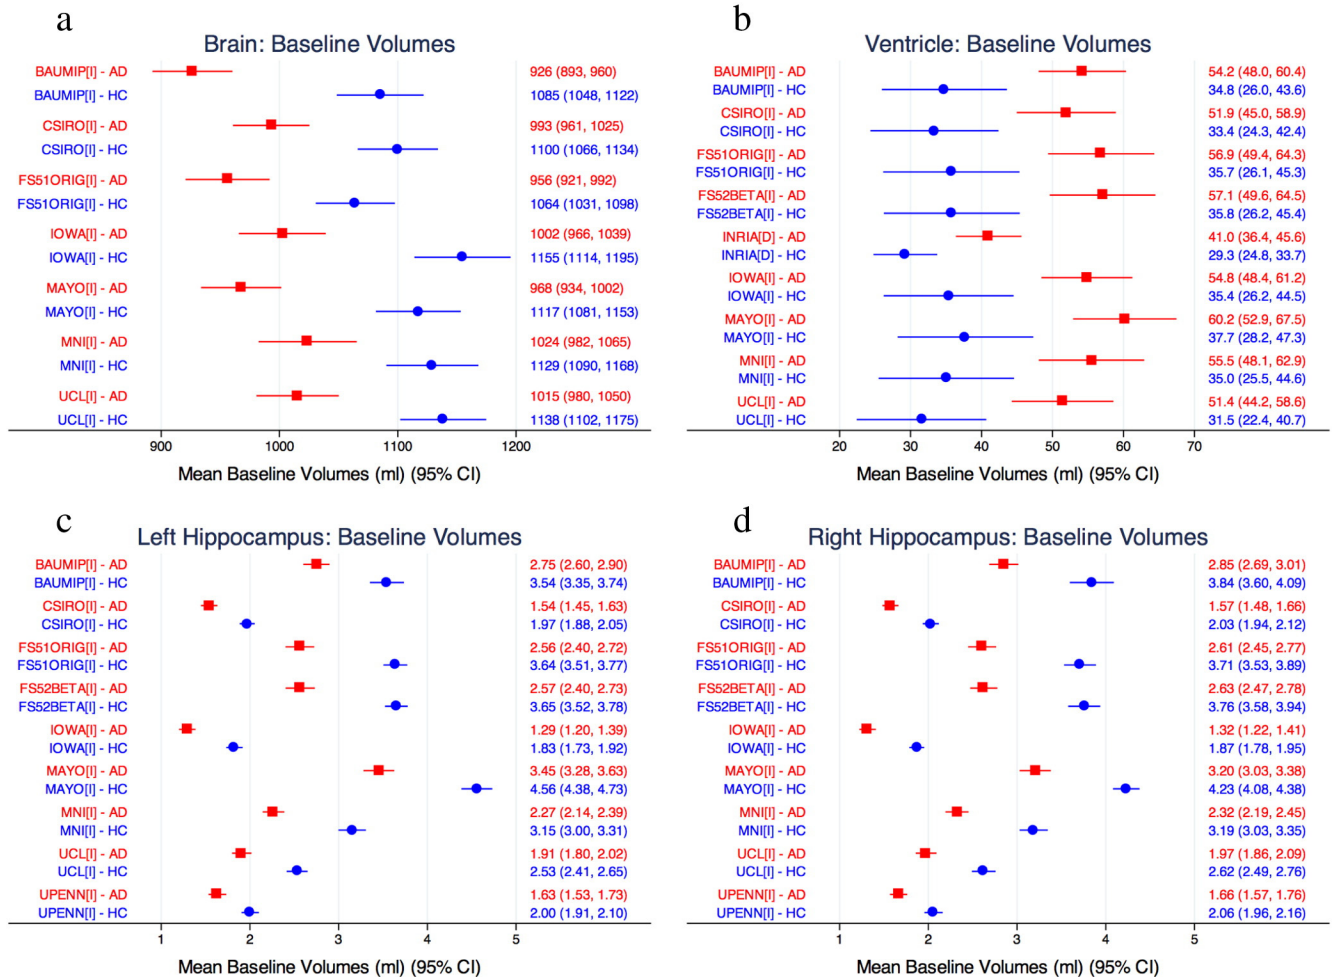 a
Brain: Baseline Volumes
BAUMIP[I] - AD 926 (893, 960)
BAUMIP[I] - HC 1085 (1048, 1122)
CSIRO[I] - AD 993 (961, 1025)
CSIRO[I] - HC 1100 (1066, 1134)
FS51ORIG[I] - AD 956 (921, 992)
FS51ORIG[I] - HC 1064 (1031, 1098)
IOWA[I] - AD 1002 (966, 1039)
IOWA[I] - HC 1155 (1114, 1195)
MAYO[I] - AD 968 (934, 1002)
MAYO[I] - HC 1117 (1081, 1153)
MNI[I] - AD 1024 (982, 1065)
MNI[I] - HC 1129 (1090, 1168)
UCL[I] - AD 1015 (980, 1050)
UCL[I] - HC 1138 (1102, 1175)
900 1000 1100 1200
Mean Baseline Volumes (ml) (95% CI)
b
Ventricle: Baseline Volumes
BAUMIP[I] - AD 54.2 (48.0, 60.4)
BAUMIP[I] - HC 34.8 (26.0, 43.6)
CSIRO[I] - AD 51.9 (45.0, 58.9)
CSIRO[I] - HC 33.4 (24.3, 42.4)
FS51ORIG[I] - AD 56.9 (49.4, 64.3)
FS51ORIG[I] - HC 35.7 (26.1, 45.3)
FS52BETA[I] - AD 57.1 (49.6, 64.5)
FS52BETA[I] - HC 35.8 (26.2, 45.4)
INRIA[D] - AD 41.0 (36.4, 45.6)
INRIA[D] - HC 29.3 (24.8, 33.7)
IOWA[I] - AD 54.8 (48.4, 61.2)
IOWA[I] - HC 35.4 (26.2, 44.5)
MAYO[I] - AD 60.2 (52.9, 67.5)
MAYO[I] - HC 37.7 (28.2, 47.3)
MNI[I] - AD 55.5 (48.1, 62.9)
MNI[I] - HC 35.0 (25.5, 44.6)
UCL[I] - AD 51.4 (44.2, 58.6)
UCL[I] - HC 31.5 (22.4, 40.7)
20 30 40 50 60 70
Mean Baseline Volumes (ml) (95% CI)
c
Left Hippocampus: Baseline Volumes
BAUMIP[I] - AD 2.75 (2.60, 2.90)
BAUMIP[I] - HC 3.54 (3.35, 3.74)
CSIRO[I] - AD 1.54 (1.45, 1.63)
CSIRO[I] - HC 1.97 (1.88, 2.05)
FS51ORIG[I] - AD 2.56 (2.40, 2.72)
FS51ORIG[I] - HC 3.64 (3.51, 3.77)
FS52BETA[I] - AD 2.57 (2.40, 2.73)
FS52BETA[I] - HC 3.65 (3.52, 3.78)
IOWA[I] - AD 1.29 (1.20, 1.39)
IOWA[I] - HC 1.83 (1.73, 1.92)
MAYO[I] - AD 3.45 (3.28, 3.63)
MAYO[I] - HC 4.56 (4.38, 4.73)
MNI[I] - AD 2.27 (2.14, 2.39)
MNI[I] - HC 3.15 (3.00, 3.31)
UCL[I] - AD 1.91 (1.80, 2.02)
UCL[I] - HC 2.53 (2.41, 2.65)
UPENN[I] - AD 1.63 (1.53, 1.73)
UPENN[I] - HC 2.00 (1.91, 2.10)
1 2 3 4 5
Mean Baseline Volumes (ml) (95% CI)
d
Right Hippocampus: Baseline Volumes
BAUMIP[I] - AD 2.85 (2.69, 3.01)
BAUMIP[I] - HC 3.84 (3.60, 4.09)
CSIRO[I] - AD 1.57 (1.48, 1.66)
CSIRO[I] - HC 2.03 (1.94, 2.12)
FS51ORIG[I] - AD 2.61 (2.45, 2.77)
FS51ORIG[I] - HC 3.71 (3.53, 3.89)
FS52BETA[I] - AD 2.63 (2.47, 2.78)
FS52BETA[I] - HC 3.76 (3.58, 3.94)
IOWA[I] - AD 1.32 (1.22, 1.41)
IOWA[I] - HC 1.87 (1.78, 1.95)
MAYO[I] - AD 3.20 (3.03, 3.38)
MAYO[I] - HC 4.23 (4.08, 4.38)
MNI[I] - AD 2.32 (2.19, 2.45)
MNI[I] - HC 3.19 (3.03, 3.35)
UCL[I] - AD 1.97 (1.86, 2.09)
UCL[I] - HC 2.62 (2.49, 2.76)
UPENN[I] - AD 1.66 (1.57, 1.76)
UPENN[I] - HC 2.06 (1.96, 2.16)
1 2 3 4 5
Mean Baseline Volumes (ml) (95% CI)